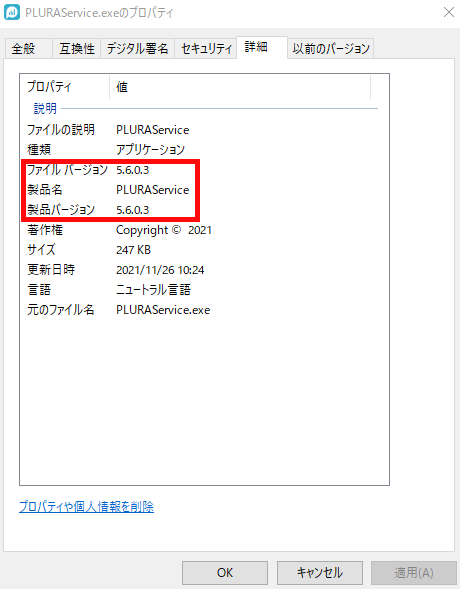 PLURAService.exeのプロパティ
全般 互換性 デジタル署名 セキュリティ 詳細 以前のバージョン
プロパティ 値
説明
ファイルの説明 PLURAService
種類 アプリケーション
ファイル バージョン 5.6.0.3
製品名 PLURAService
製品バージョン 5.6.0.3
著作権 Copyright © 2021
サイズ 247 KB
更新日時 2021/11/26 10:24
言語 ニュートラル言語
元のファイル名 PLURAService.exe
プロパティや個人情報を削除
OK キャンセル 適用(A)